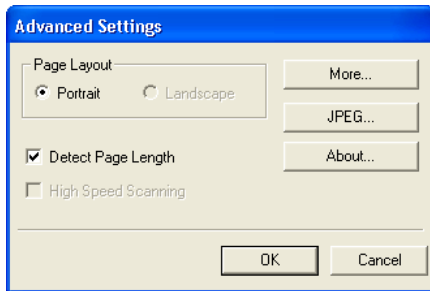 Advanced Settings
Page Layout
Portrait Landscape
More...
JPEG...
Detect Page Length
About...
High Speed Scanning
OK Cancel